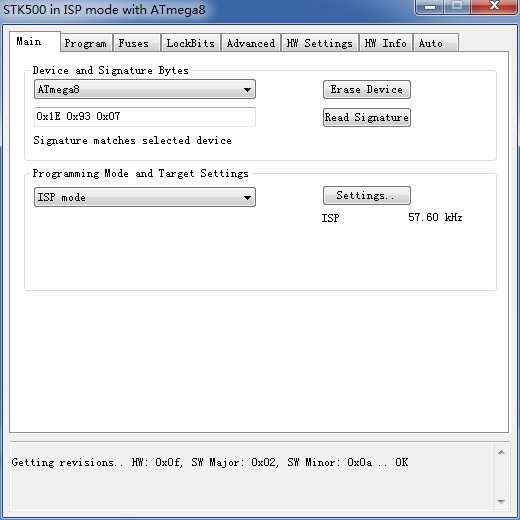 STK500 in ISP mode with ATmega8
Main Program Fuses LockBits Advanced HW Settings HW Info Auto
Device and Signature Bytes
ATmega8 Erase Device
0x1E 0x93 0x07 Read Signature
Signature matches selected device
Programming Mode and Target Settings
ISP mode Settings..
ISP 57.60 kHz
Getting revisions.. HW: 0x0f, SW Major: 0x02, SW Minor: 0x0a .. OK